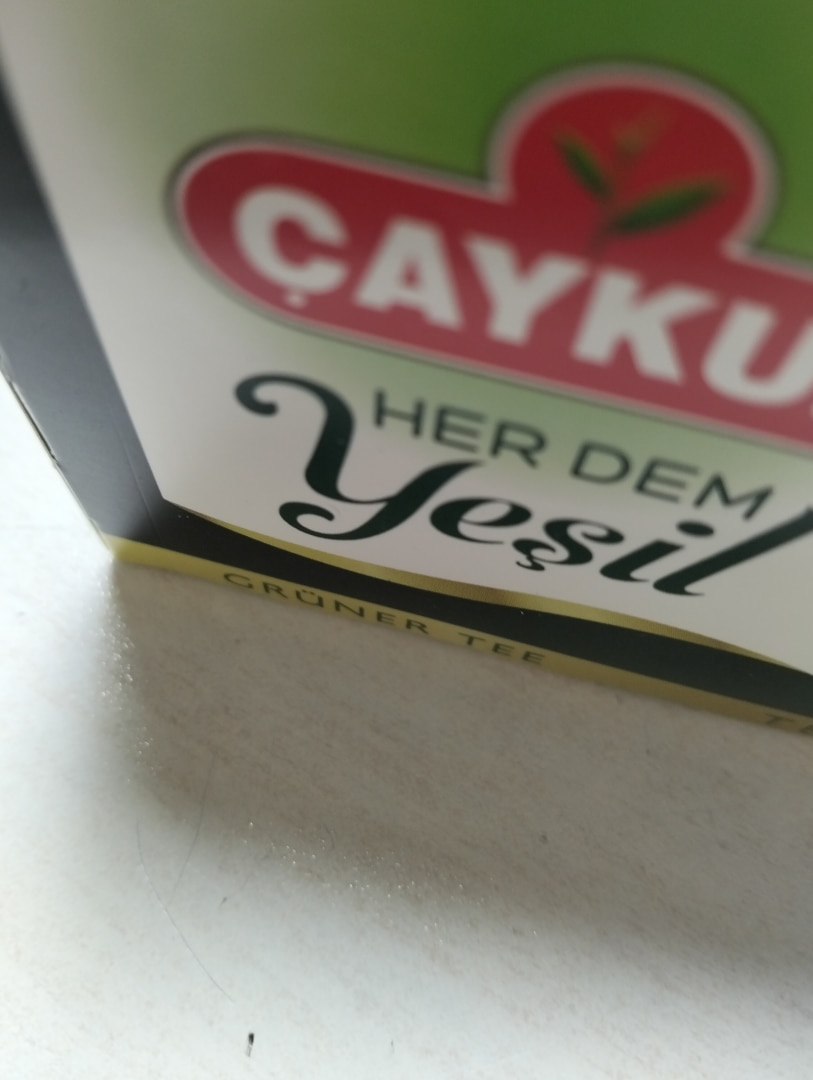 ÇAYKU
HER DEM
Yeşil
GRÜNER TEE